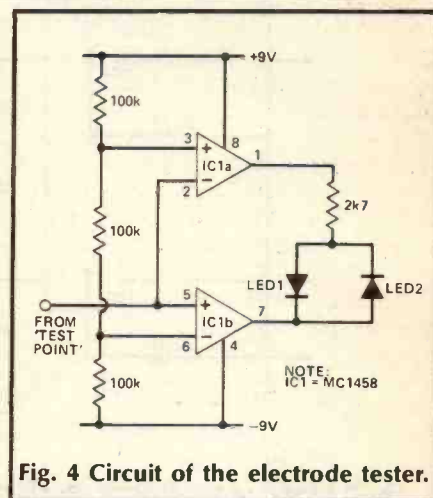 +9V
100k
3
+
8
IC1a
1
2
−
2k7
100k
LED1
LED2
FROM
'TEST
POINT'
5
+
IC1b
7
6
−
4
100k
NOTE:
IC1 = MC1458
−9V
Fig. 4 Circuit of the electrode tester.